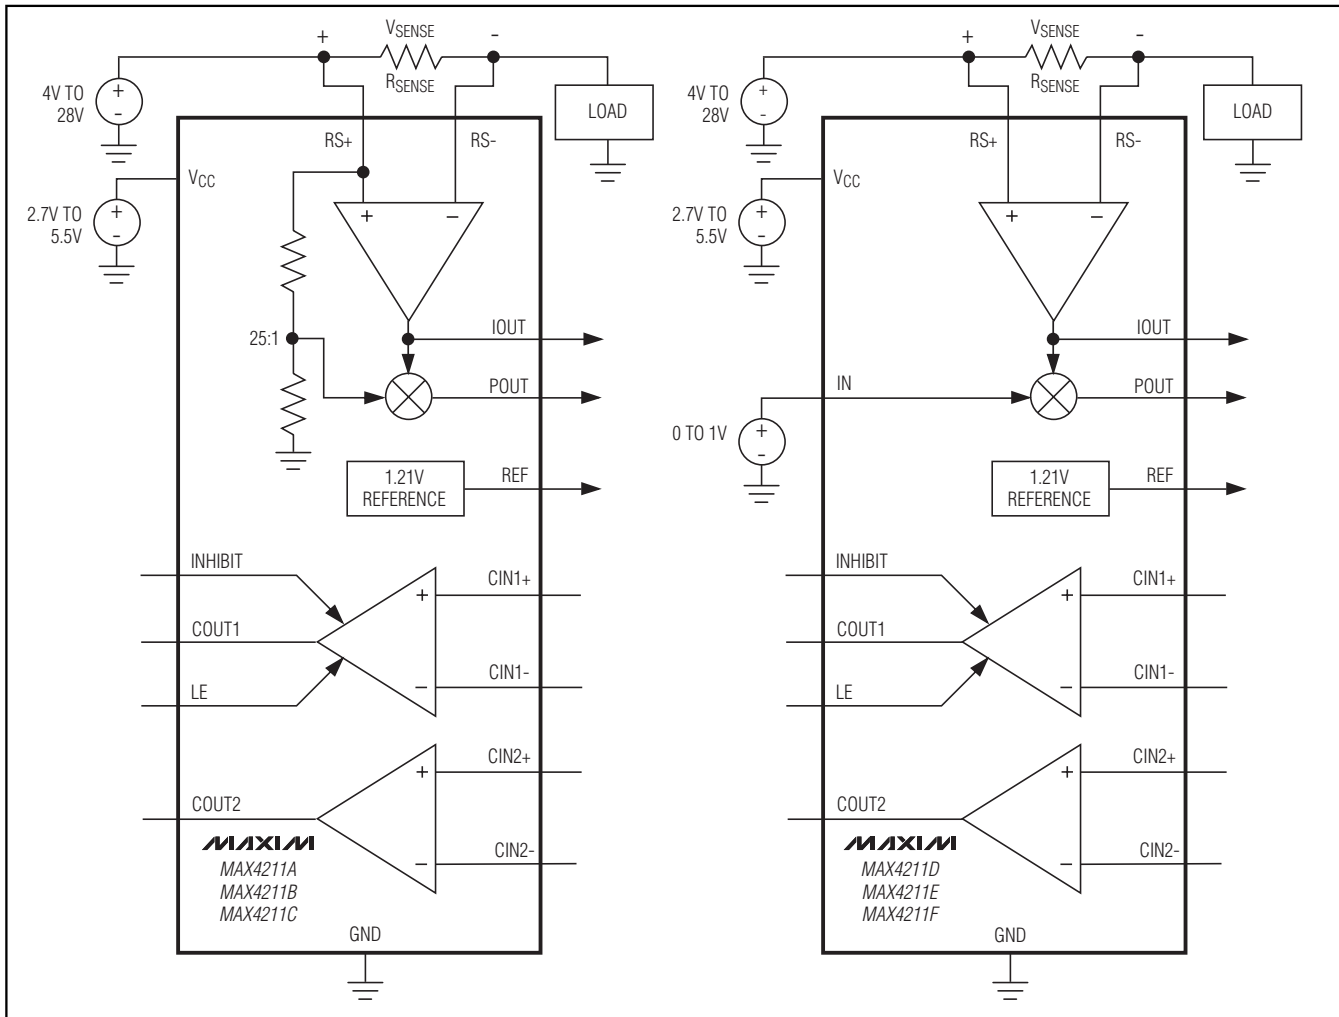 VSENSE
+ -
RSENSE
4V TO
28V
+
-
LOAD
RS+
RS-
VCC
2.7V TO
5.5V
+
-
+ −
25:1
IOUT
POUT
1.21V
REFERENCE
REF
INHIBIT
COUT1
LE
+
−
CIN1+
CIN1-
COUT2
+
−
CIN2+
CIN2-
MAXIM
MAX4211A
MAX4211B
MAX4211C
GND
VSENSE
+ -
RSENSE
4V TO
28V
+
-
LOAD
RS+
RS-
VCC
2.7V TO
5.5V
+
-
+ −
IOUT
IN
POUT
0 TO 1V
+
-
1.21V
REFERENCE
REF
INHIBIT
COUT1
LE
+
−
CIN1+
CIN1-
COUT2
+
−
CIN2+
CIN2-
MAXIM
MAX4211D
MAX4211E
MAX4211F
GND